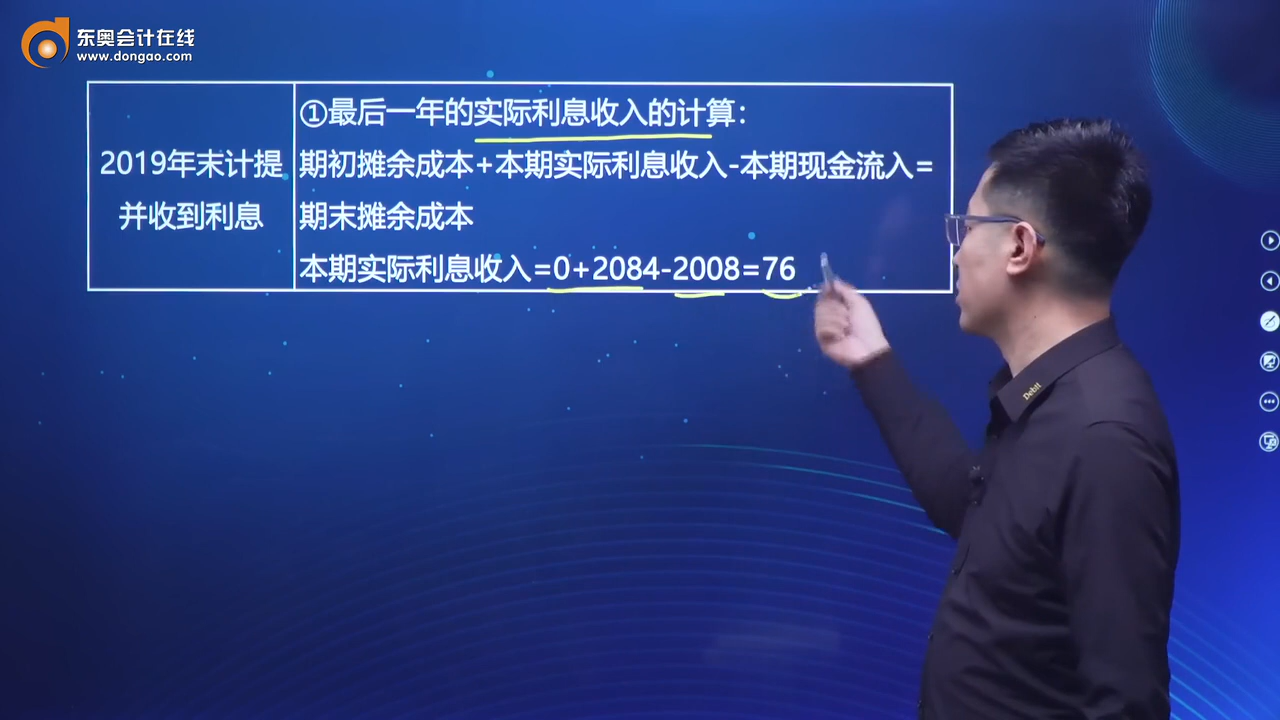 东奥会计在线
www.dongao.com
2019年末计提
并收到利息
①最后一年的实际利息收入的计算：
期初摊余成本+本期实际利息收入-本期现金流入=
期末摊余成本
本期实际利息收入=0+2084-2008=76
Debit